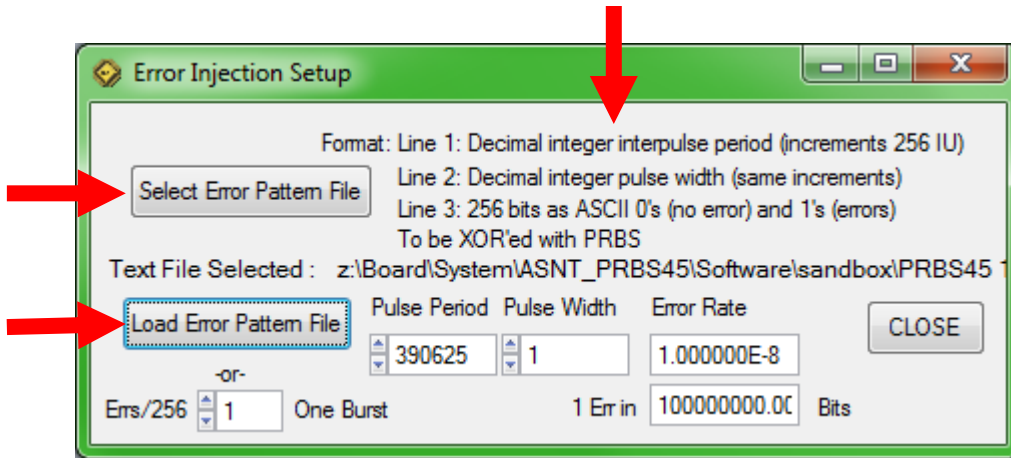 Error Injection Setup
Format: Line 1: Decimal integer interpulse period (increments 256 IU)
Select Error Pattern File
Line 2: Decimal integer pulse width (same increments)
Line 3: 256 bits as ASCII 0's (no error) and 1's (errors)
To be XOR'ed with PRBS
Text File Selected : z:\Board\System\ASNT_PRBS45\Software\sandbox\PRBS45 1
Load Error Pattern File
Pulse Period Pulse Width Error Rate
390625 1 1.000000E-8
CLOSE
-or-
Errs/256 1 One Burst 1 Err in 100000000.00 Bits